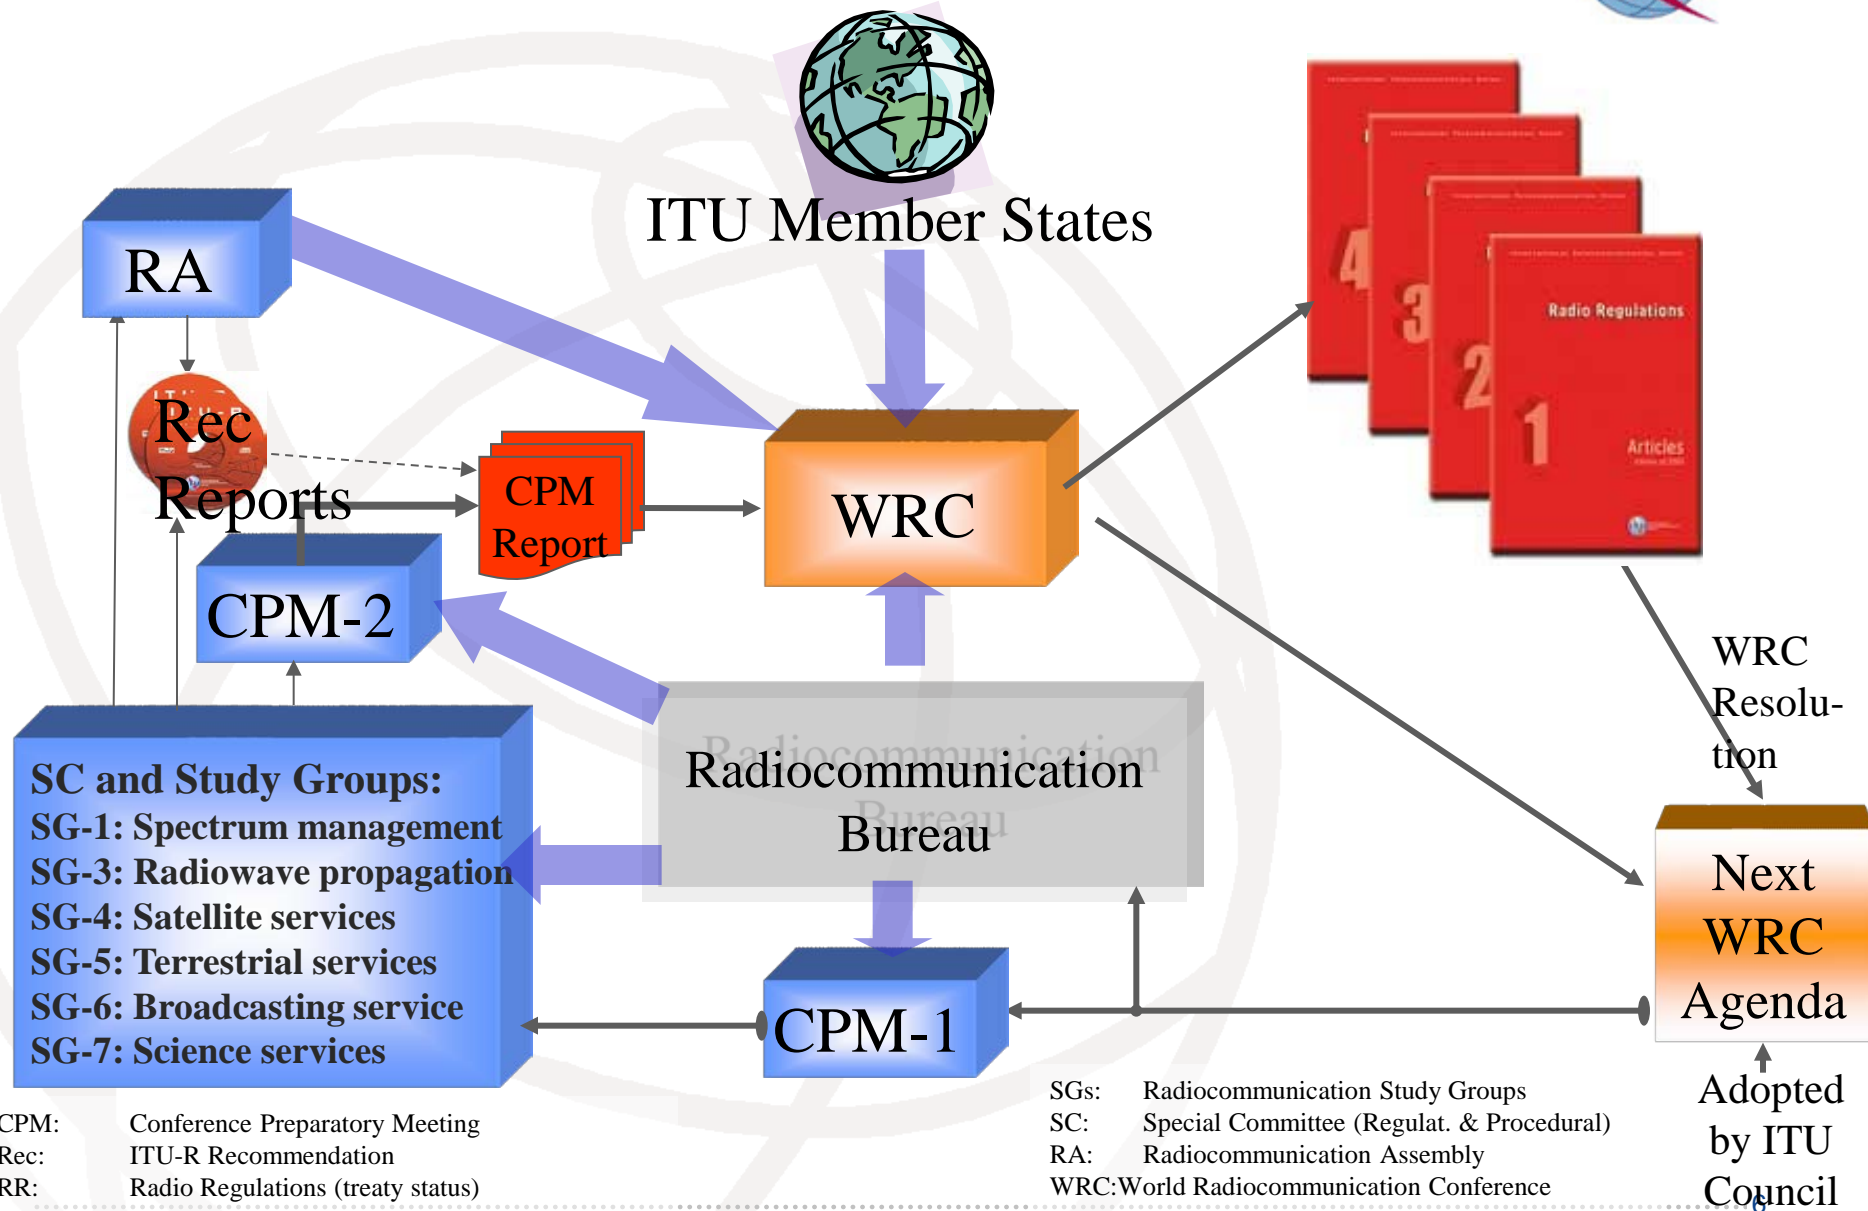 ITU Member States
RA
Rec
Reports
CPM
Report
WRC
CPM-2
4
3
2
1
Radio Regulations
Articles
WRC
Resolu-
tion
Radiocommunication
Bureau
SC and Study Groups:
SG-1: Spectrum management
SG-3: Radiowave propagation
SG-4: Satellite services
SG-5: Terrestrial services
SG-6: Broadcasting service
SG-7: Science services
CPM-1
Next
WRC
Agenda
Adopted
by ITU
Council
CPM: Conference Preparatory Meeting
Rec: ITU-R Recommendation
RR: Radio Regulations (treaty status)
SGs: Radiocommunication Study Groups
SC: Special Committee (Regulat. & Procedural)
RA: Radiocommunication Assembly
WRC:World Radiocommunication Conference
6